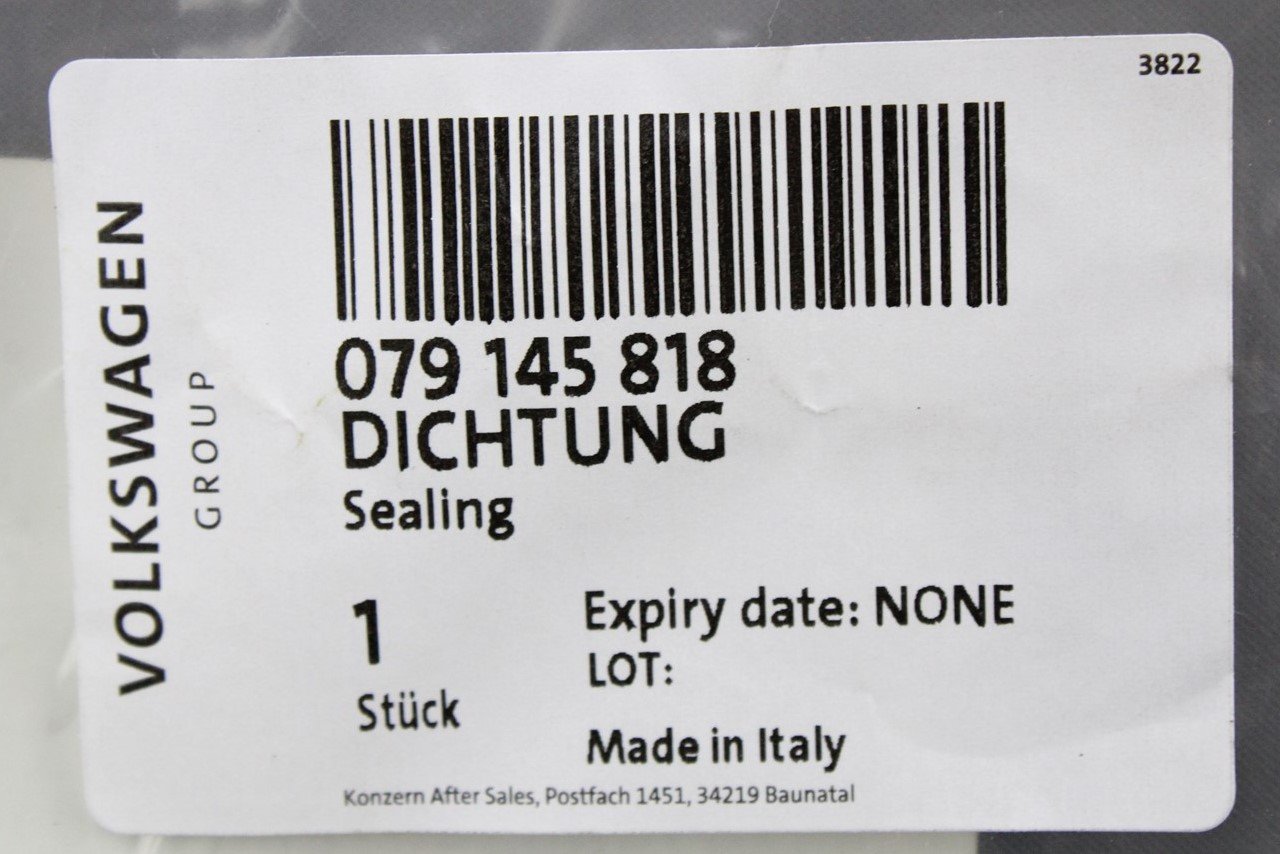 3822
VOLKSWAGEN
GROUP
079 145 818
DICHTUNG
Sealing
1
Stück
Expiry date: NONE
LOT:
Made in Italy
Konzern After Sales, Postfach 1451, 34219 Baunatal